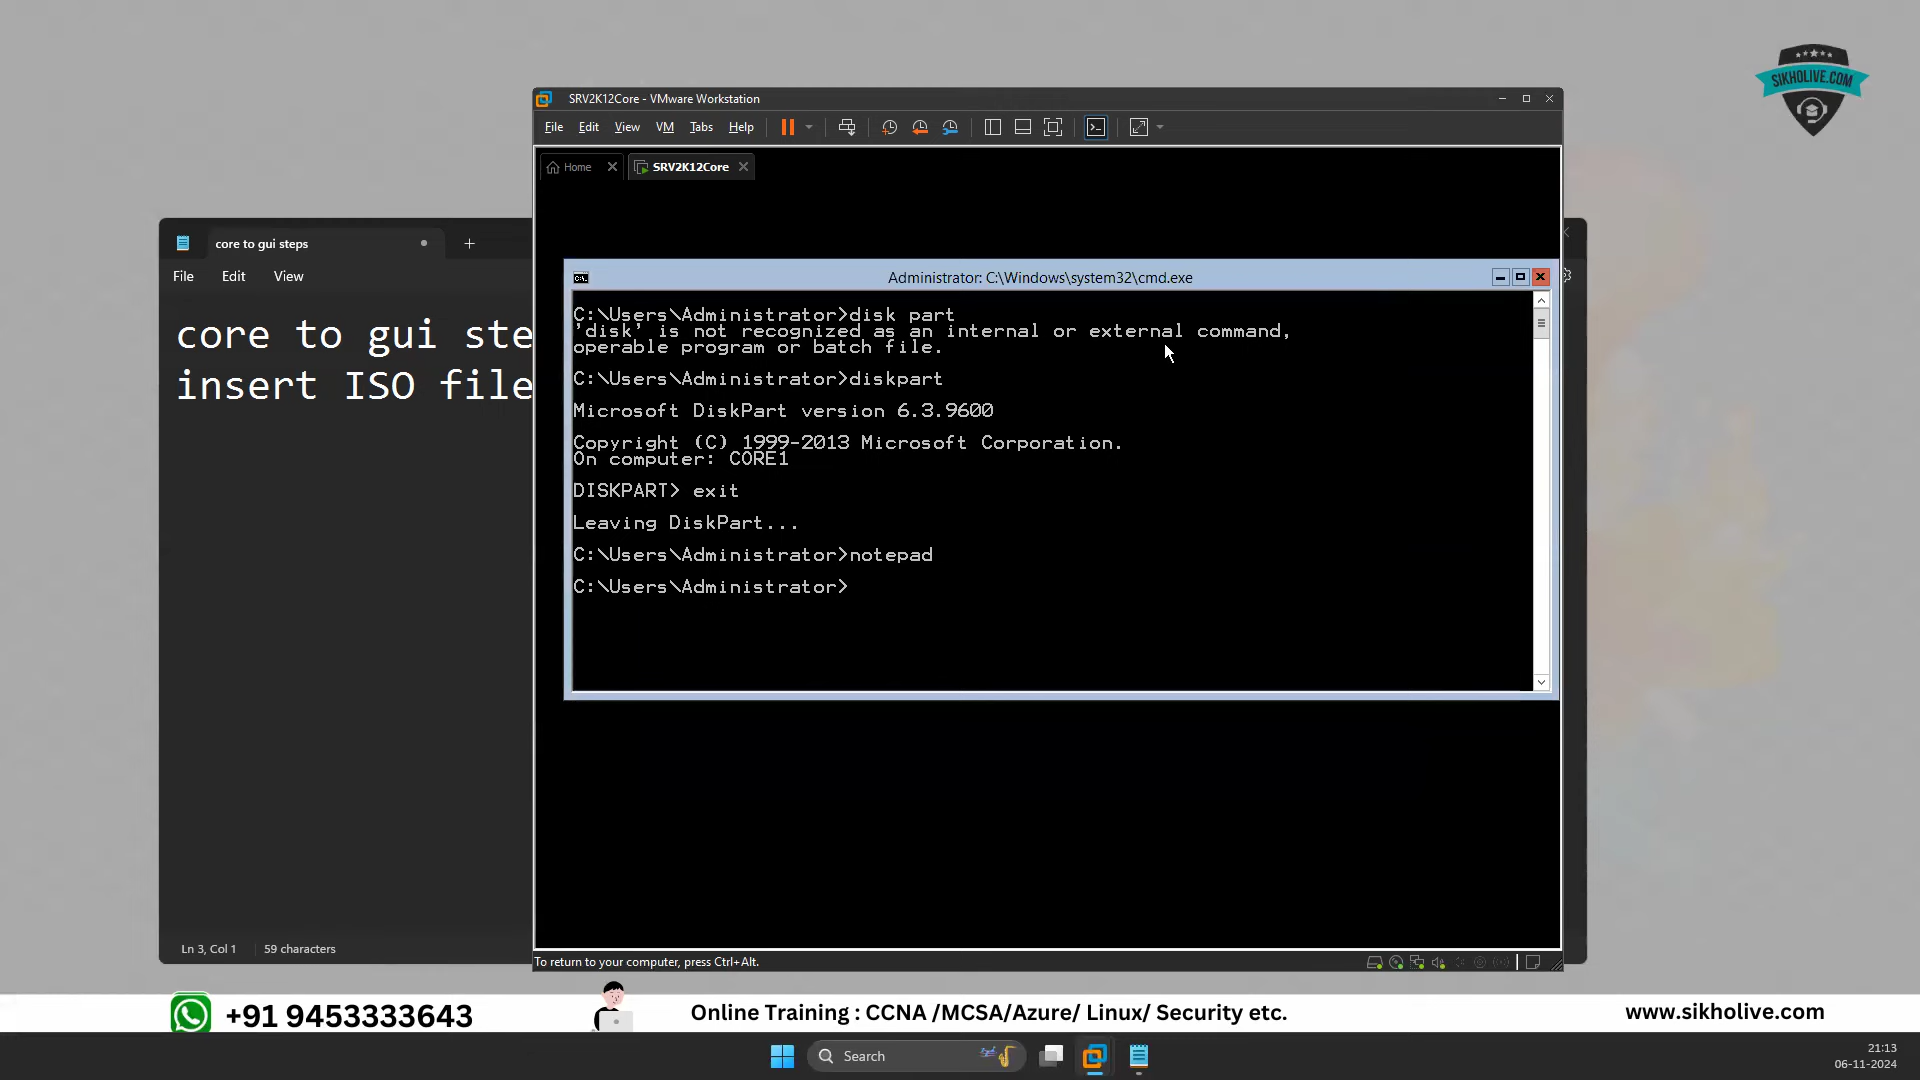 SIKHOLIVE.COM
SRV2K12Core - VMware Workstation
File Edit View VM Tabs Help
Home
SRV2K12Core
core to gui steps
File Edit View
core to gui ste
insert ISO file
Administrator: C:\Windows\system32\cmd.exe
C:\Users\Administrator>disk part
'disk' is not recognized as an internal or external command,
operable program or batch file.
C:\Users\Administrator>diskpart
Microsoft DiskPart version 6.3.9600
Copyright (C) 1999-2013 Microsoft Corporation.
On computer: CORE1
DISKPART> exit
Leaving DiskPart...
C:\Users\Administrator>notepad
C:\Users\Administrator>
Ln 3, Col 1
59 characters
To return to your computer, press Ctrl+Alt.
+91 9453333643
Online Training : CCNA /MCSA/Azure/ Linux/ Security etc.
www.sikholive.com
Search
21:13
06-11-2024